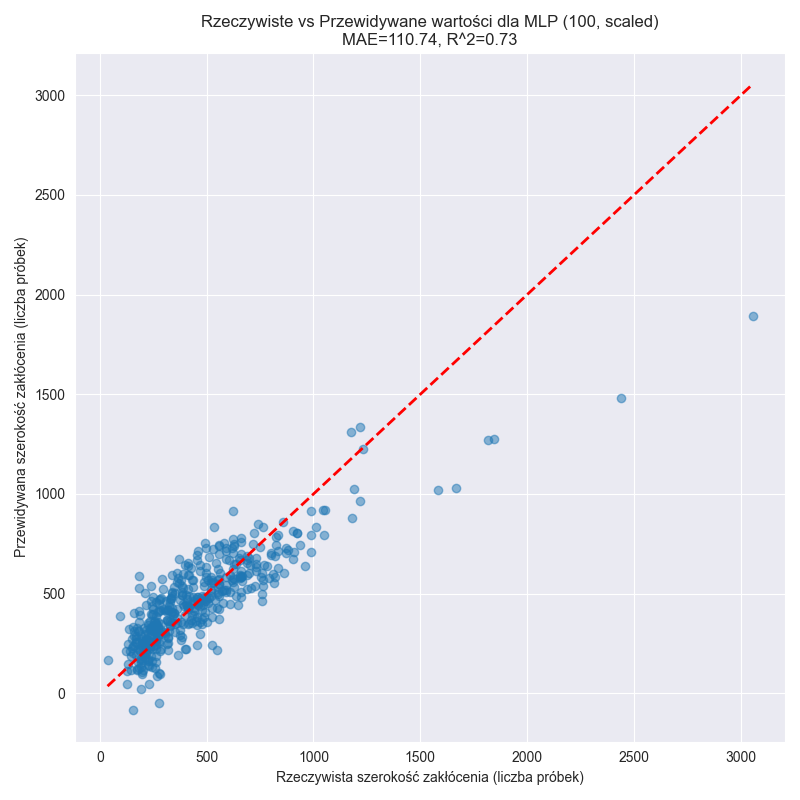 Rzeczywiste vs Przewidywane wartości dla MLP (100, scaled)
MAE=110.74, R^2=0.73
Przewidywana szerokość zakłócenia (liczba próbek)
3000
2500
2000
1500
1000
500
0
0 500 1000 1500 2000 2500 3000
Rzeczywista szerokość zakłócenia (liczba próbek)